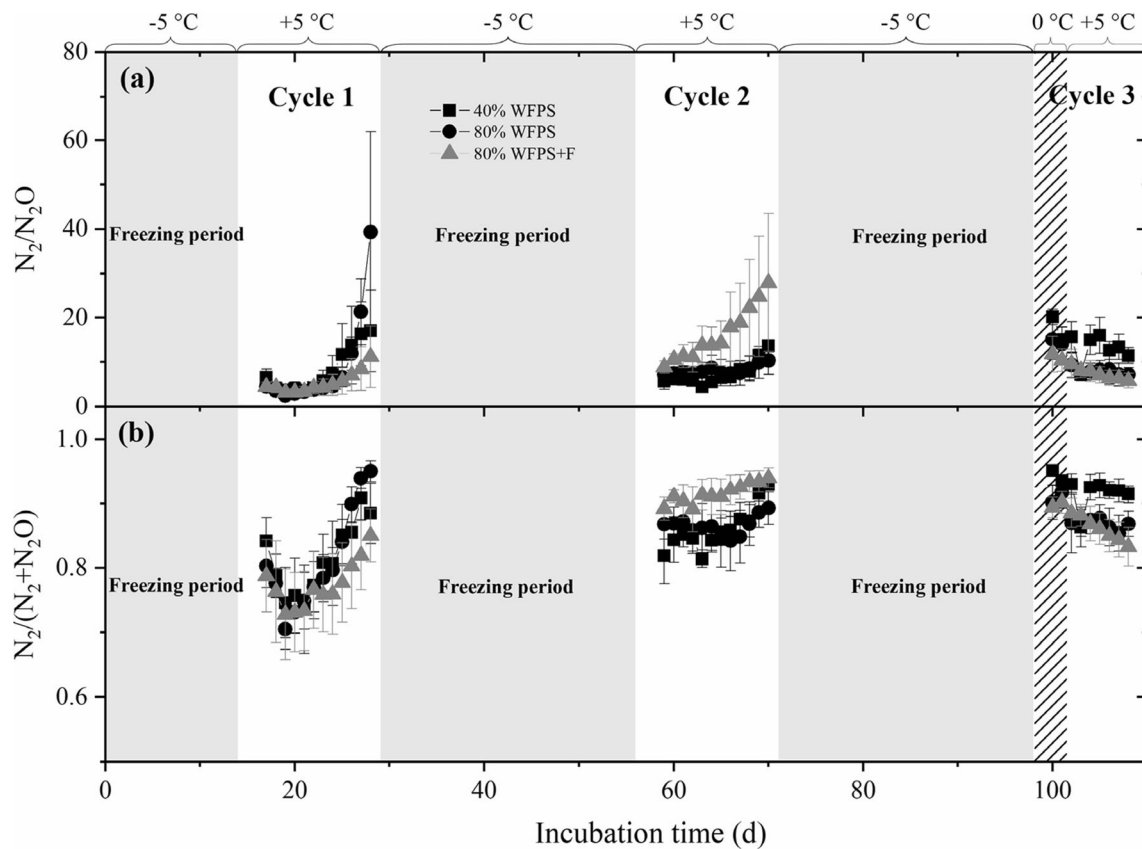 -5 °C +5 °C -5 °C +5 °C -5 °C 0 °C +5 °C
(a)
Cycle 1 Cycle 2 Cycle 3
40% WFPS
80% WFPS
80% WFPS+F
80
60
40
20
0
N₂/N₂O
Freezing period Freezing period Freezing period
(b)
1.0
0.8
0.6
N₂/(N₂+N₂O)
Freezing period Freezing period Freezing period
0 20 40 60 80 100
Incubation time (d)